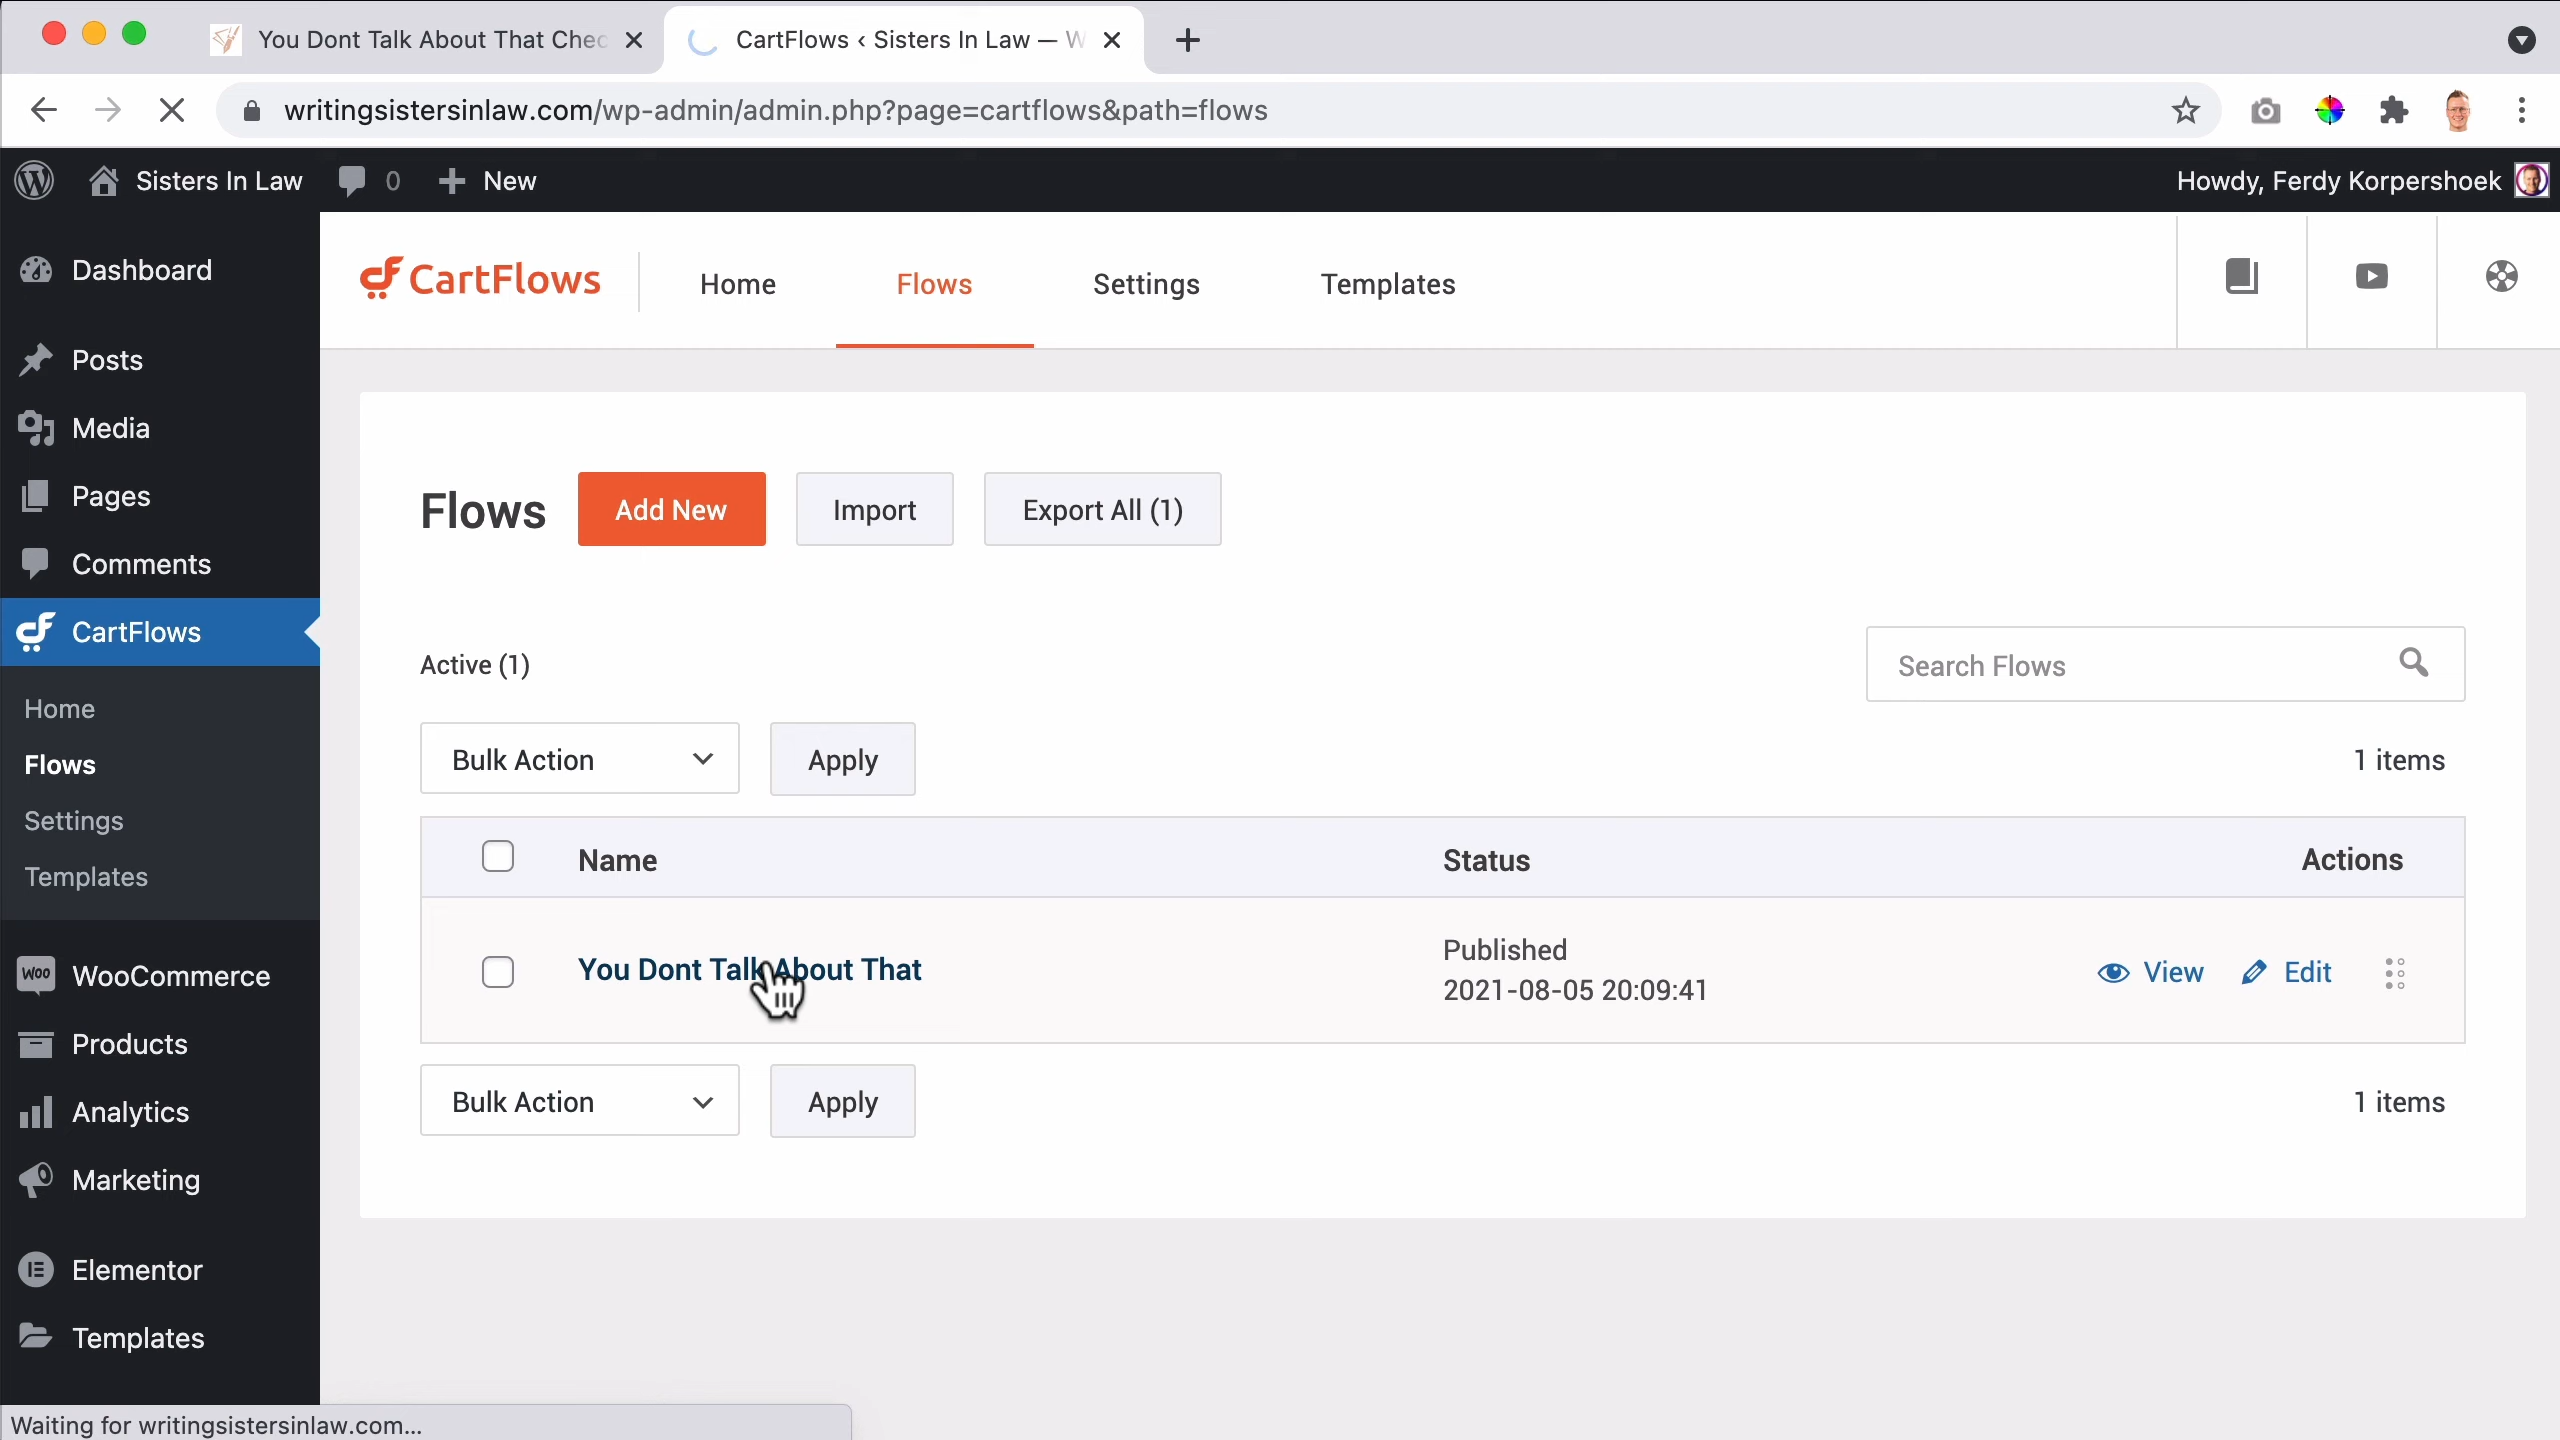 You Dont Talk About That Chec
CartFlows ‹ Sisters In Law — W
writingsistersinlaw.com/wp-admin/admin.php?page=cartflows&path=flows
Sisters In Law
0
New
Howdy, Ferdy Korpershoek
Dashboard
Posts
Media
Pages
Comments
CartFlows
Home
Flows
Settings
Templates
WooCommerce
Products
Analytics
Marketing
Elementor
Templates
CartFlows
Home
Flows
Settings
Templates
Flows
Add New
Import
Export All (1)
Active (1)
Search Flows
Bulk Action
Apply
1 items
Name
Status
Actions
You Dont Talk About That
Published
2021-08-05 20:09:41
View
Edit
Bulk Action
Apply
1 items
Waiting for writingsistersinlaw.com...